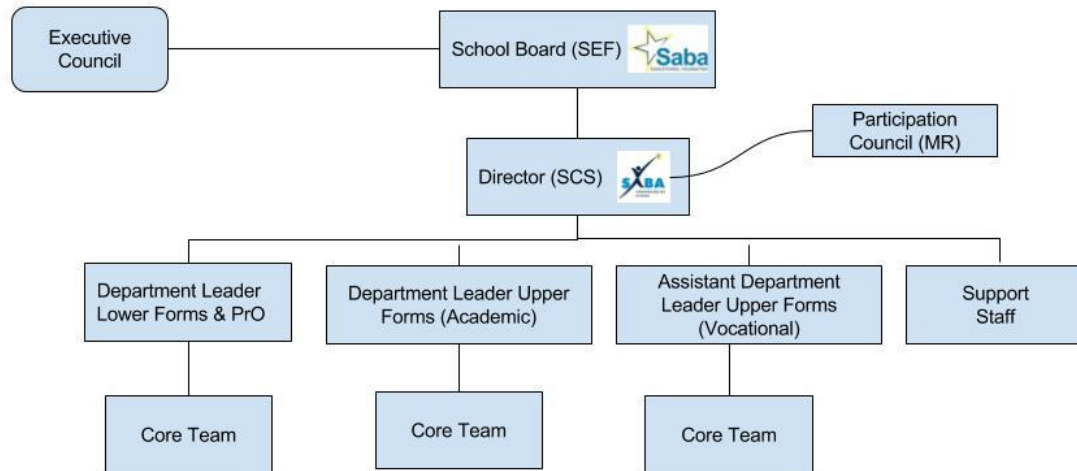 Executive
Council
School Board (SEF)
Saba
Participation
Council (MR)
Director (SCS)
SABA
Department Leader
Lower Forms & PrO
Department Leader Upper
Forms (Academic)
Assistant Department
Leader Upper Forms
(Vocational)
Support
Staff
Core Team
Core Team
Core Team